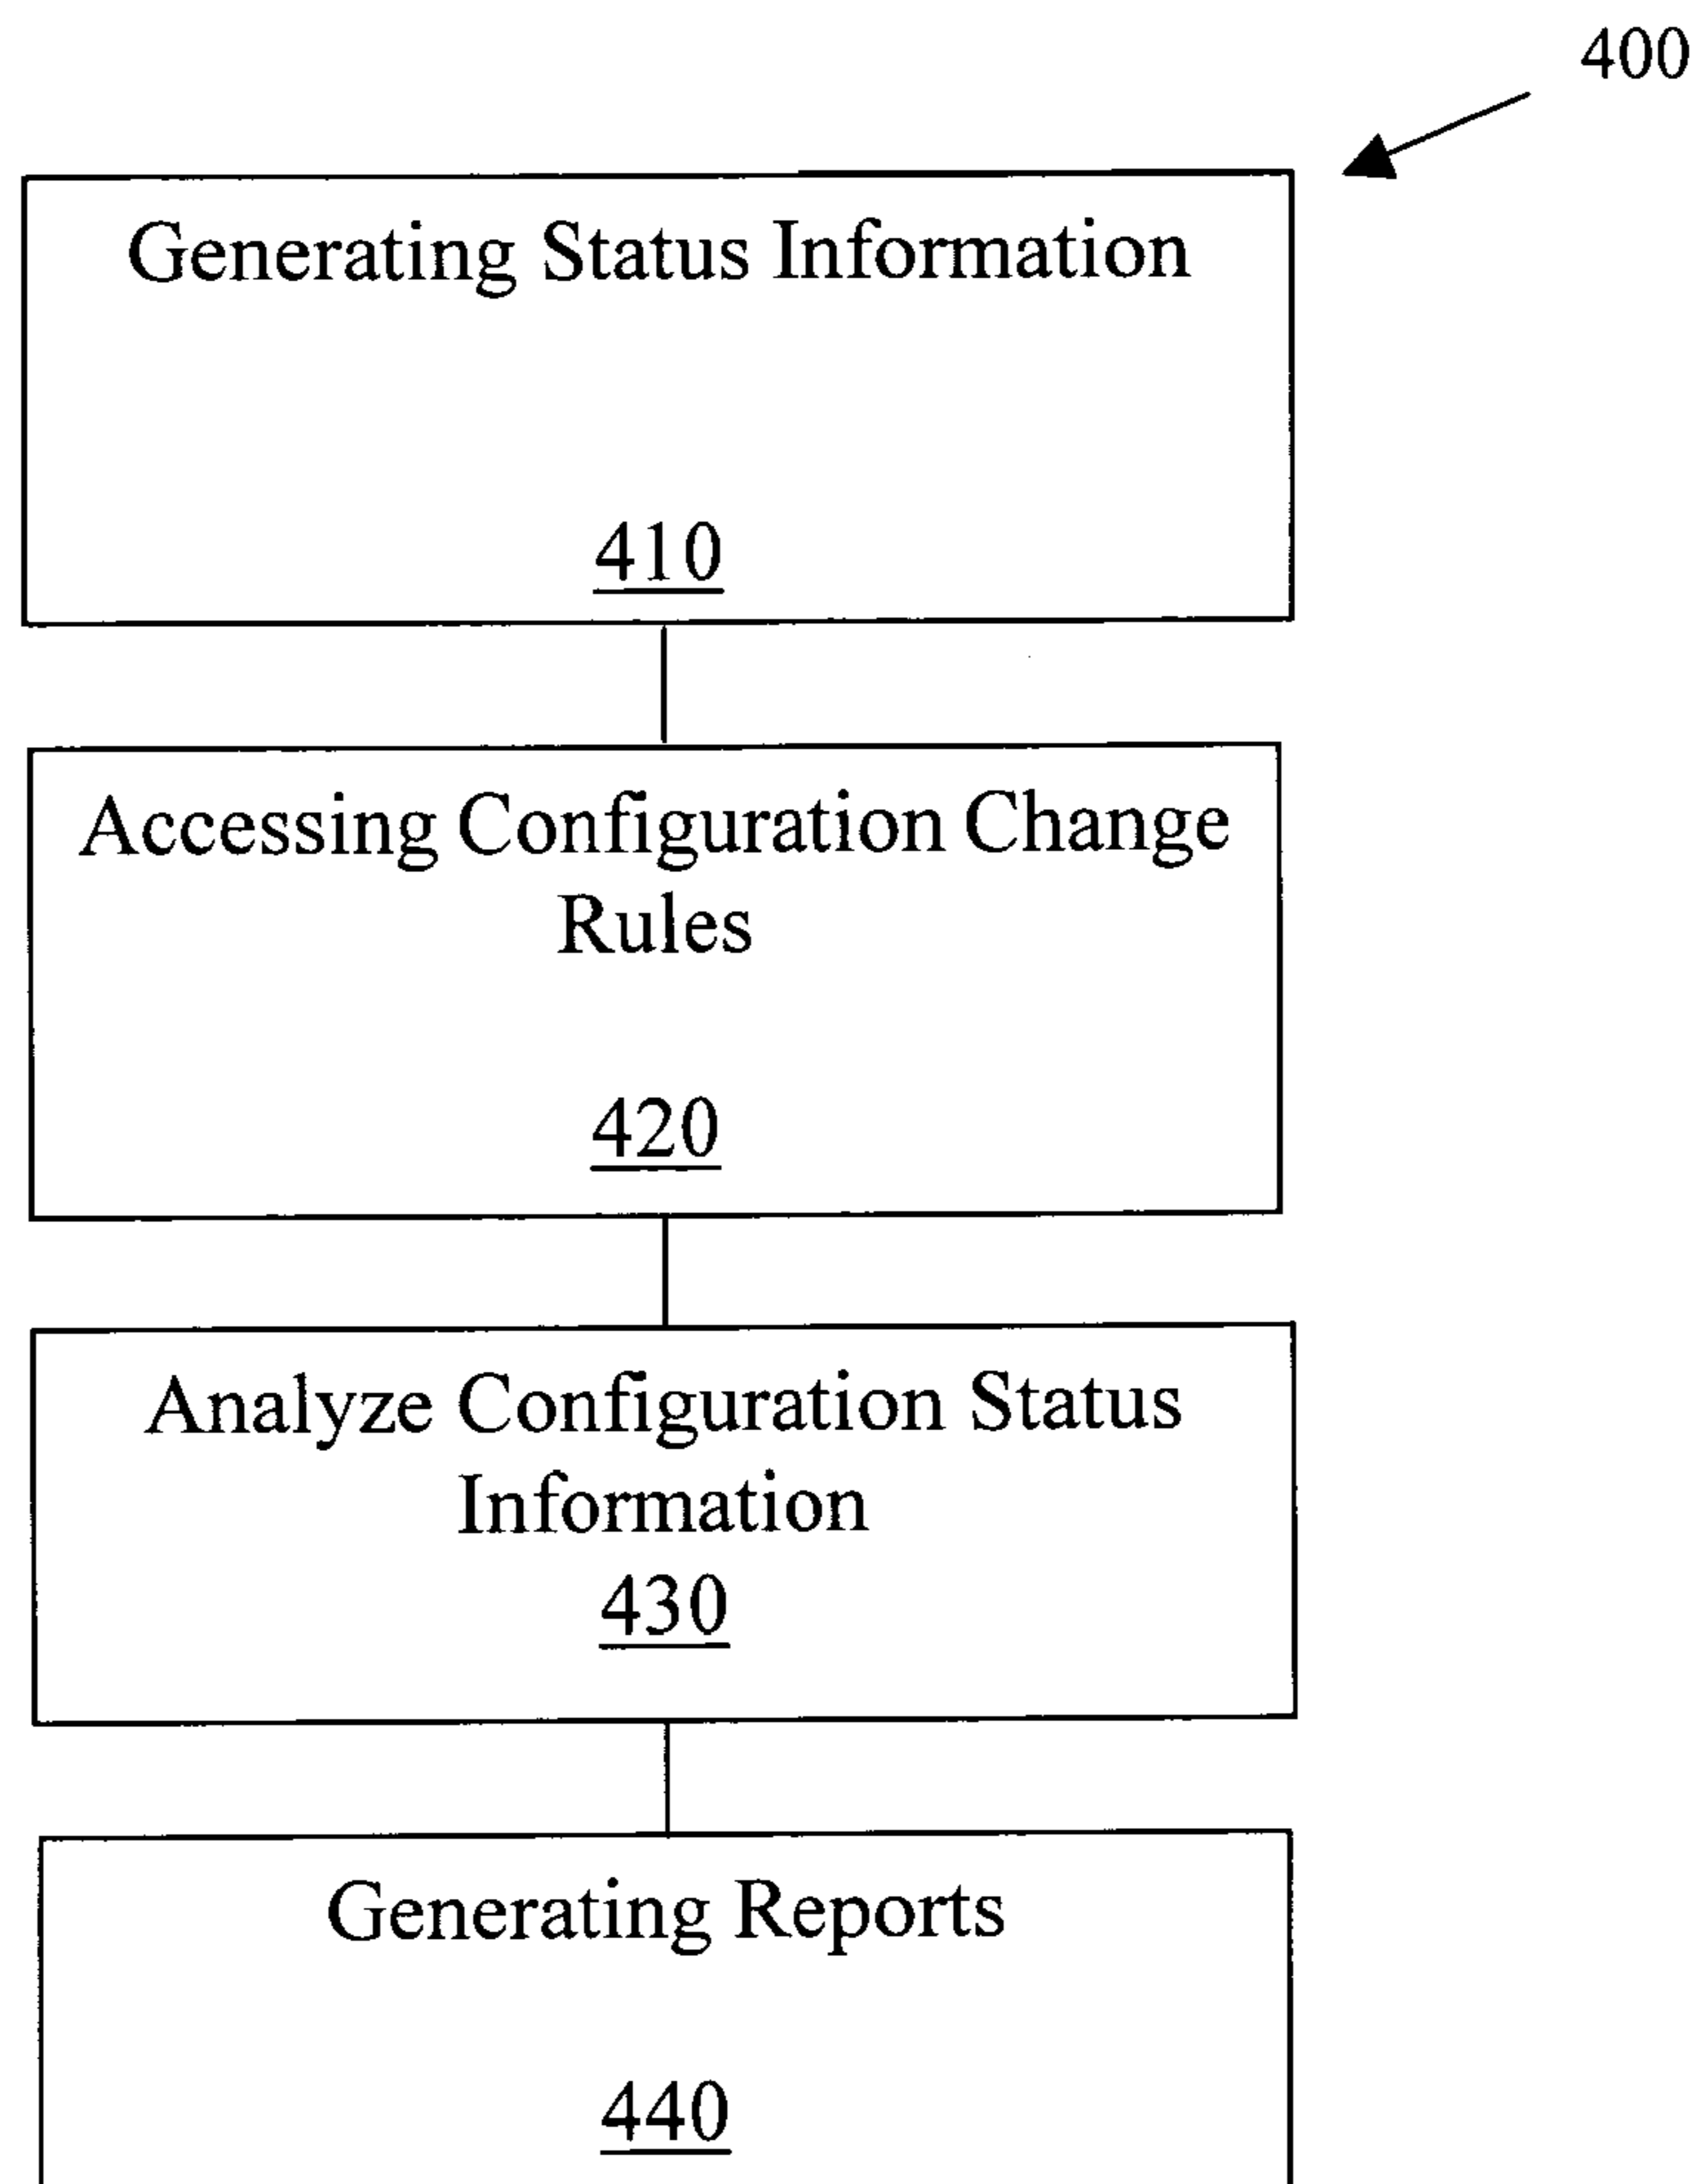 400
Generating Status Information
410
Accessing Configuration Change
Rules
420
Analyze Configuration Status
Information
430
Generating Reports
440